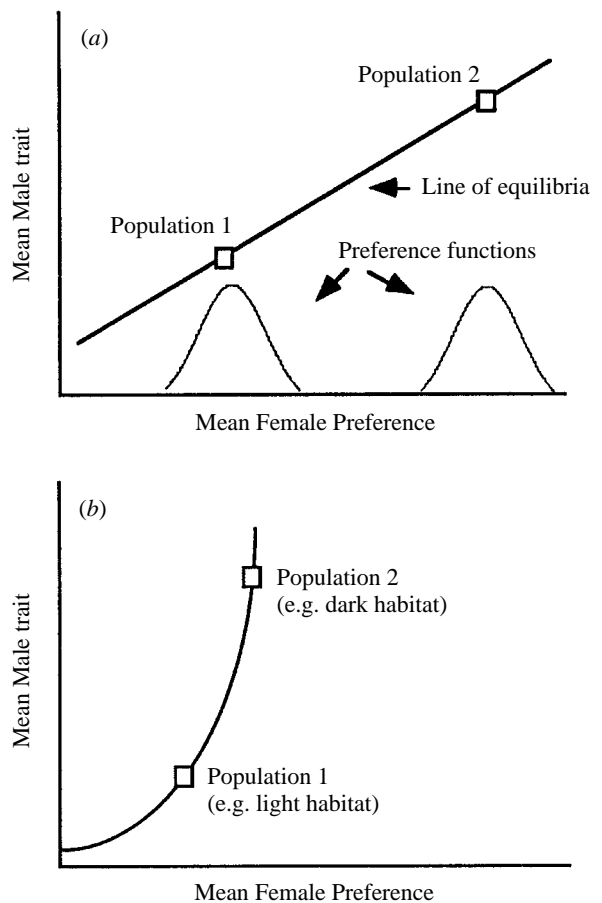 (a)
Population 2
Line of equilibria
Population 1
Preference functions
Mean Male trait
Mean Female Preference
(b)
Population 2
(e.g. dark habitat)
Population 1
(e.g. light habitat)
Mean Male trait
Mean Female Preference